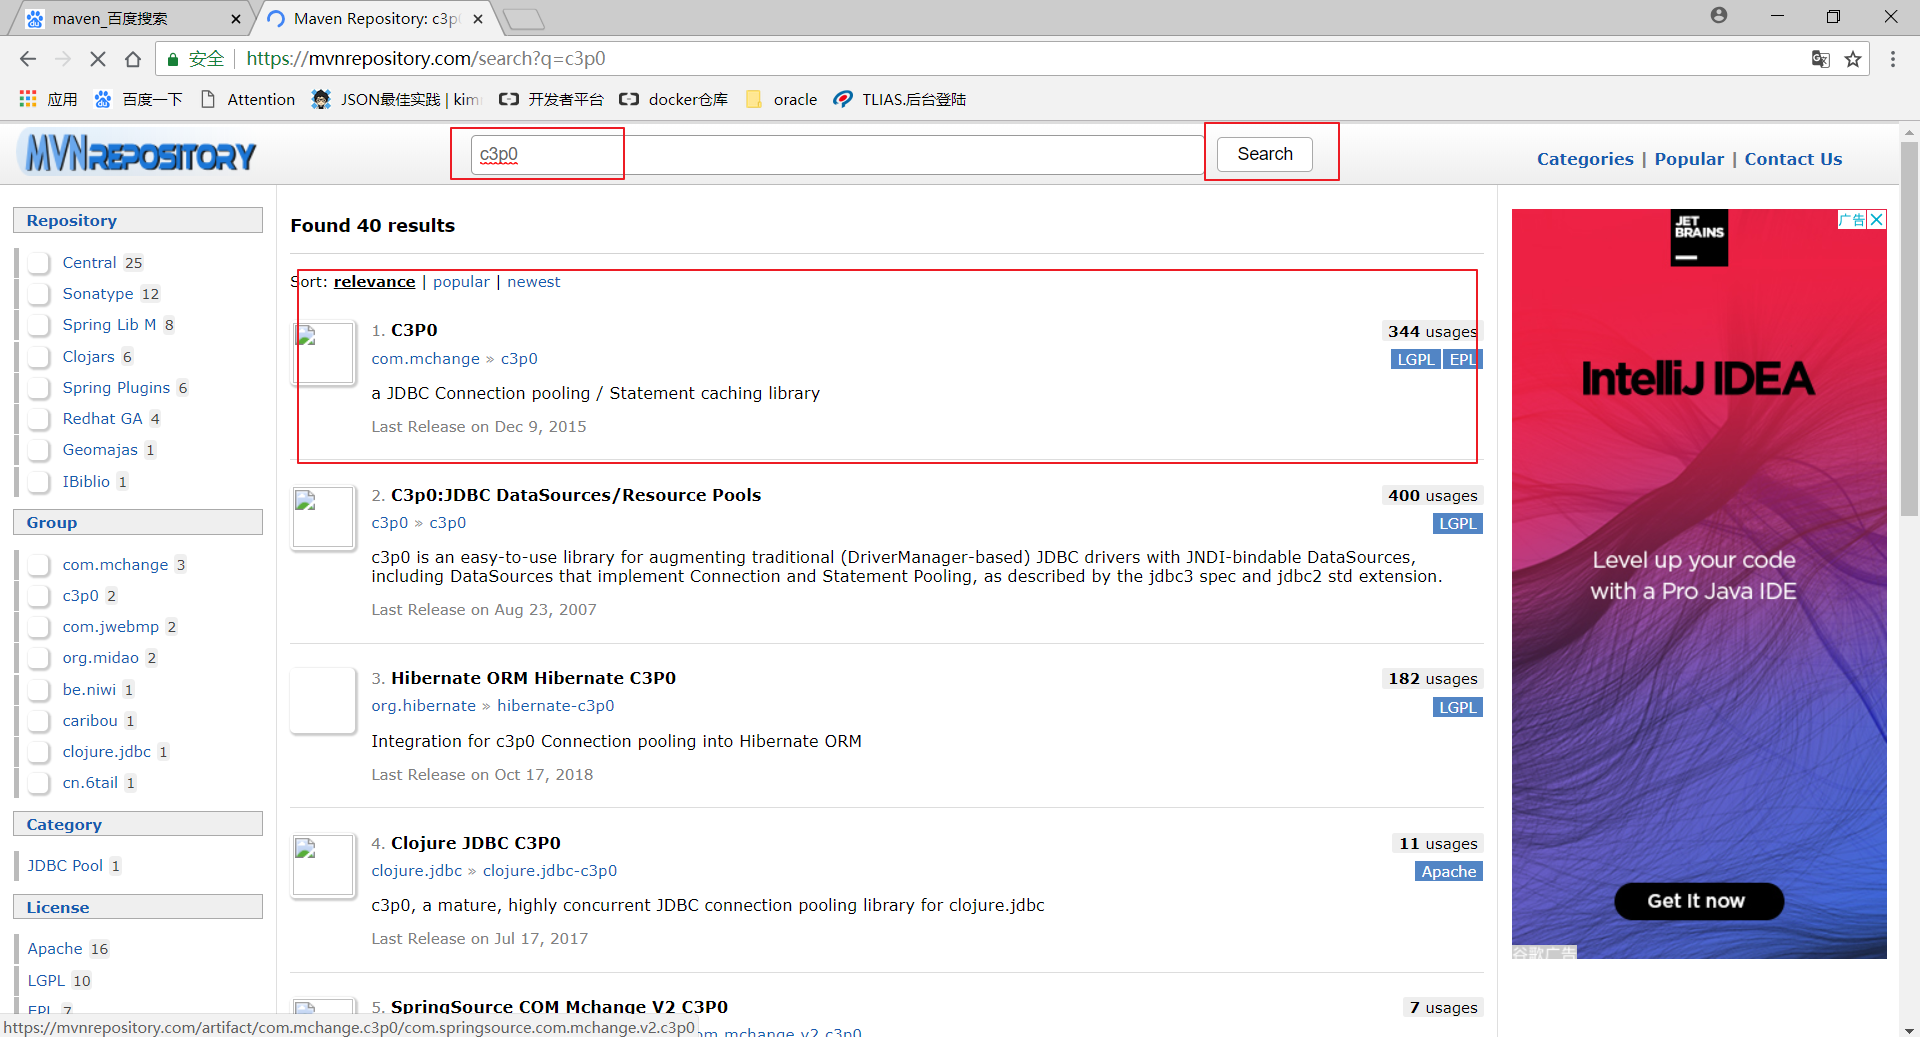 maven_百度搜索
Maven Repository: c3p
安全
https://mvnrepository.com/search?q=c3p0
应用
百度一下
Attention
JSON最佳实践 | kim
开发者平台
docker仓库
oracle
TLIAS.后台登陆
MVNREPOSITORY
c3p0
Search
Categories | Popular | Contact Us
Repository
Central 25
Sonatype 12
Spring Lib M 8
Clojars 6
Spring Plugins 6
Redhat GA 4
Geomajas 1
IBiblio 1
Group
com.mchange 3
c3p0 2
com.jwebmp 2
org.midao 2
be.niwi 1
caribou 1
clojure.jdbc 1
cn.6tail 1
Category
JDBC Pool 1
License
Apache 16
LGPL 10
EPL 7
Found 40 results
Sort: relevance | popular | newest
1. C3P0
344 usages
com.mchange » c3p0
LGPL EPL
a JDBC Connection pooling / Statement caching library
Last Release on Dec 9, 2015
2. C3p0:JDBC DataSources/Resource Pools
400 usages
c3p0 » c3p0
LGPL
c3p0 is an easy-to-use library for augmenting traditional (DriverManager-based) JDBC drivers with JNDI-bindable DataSources,
including DataSources that implement Connection and Statement Pooling, as described by the jdbc3 spec and jdbc2 std extension.
Last Release on Aug 23, 2007
3. Hibernate ORM Hibernate C3P0
182 usages
org.hibernate » hibernate-c3p0
LGPL
Integration for c3p0 Connection pooling into Hibernate ORM
Last Release on Oct 17, 2018
4. Clojure JDBC C3P0
11 usages
clojure.jdbc » clojure.jdbc-c3p0
Apache
c3p0, a mature, highly concurrent JDBC connection pooling library for clojure.jdbc
Last Release on Jul 17, 2017
5. SpringSource COM Mchange V2 C3P0
7 usages
om.mchange.v2.c3p0
https://mvnrepository.com/artifact/com.mchange.c3p0/com.springsource.com.mchange.v2.c3p0
广告
JET
BRAINS
IntelliJ IDEA
Level up your code
with a Pro Java IDE
Get it now
谷歌广告